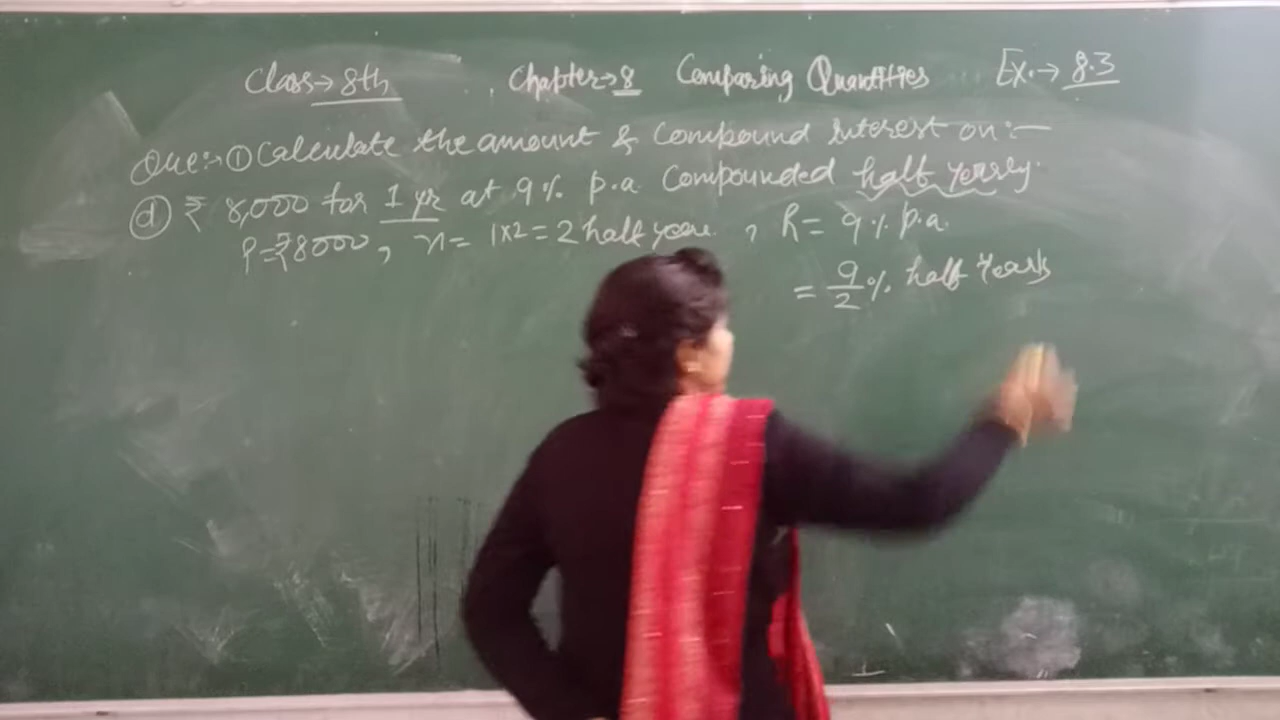 Class → 8th Chapter → 8 Comparing Quantities Ex. → 8.3
Que:→ ① Calculate the amount & Compound interest on:—
ⓓ ₹ 8,000 for 1 yr at 9% p.a Compounded half yearly.
P=₹8000, n= 1×2=2 half year , R= 9% p.a.
= 9/2 % half Yearly